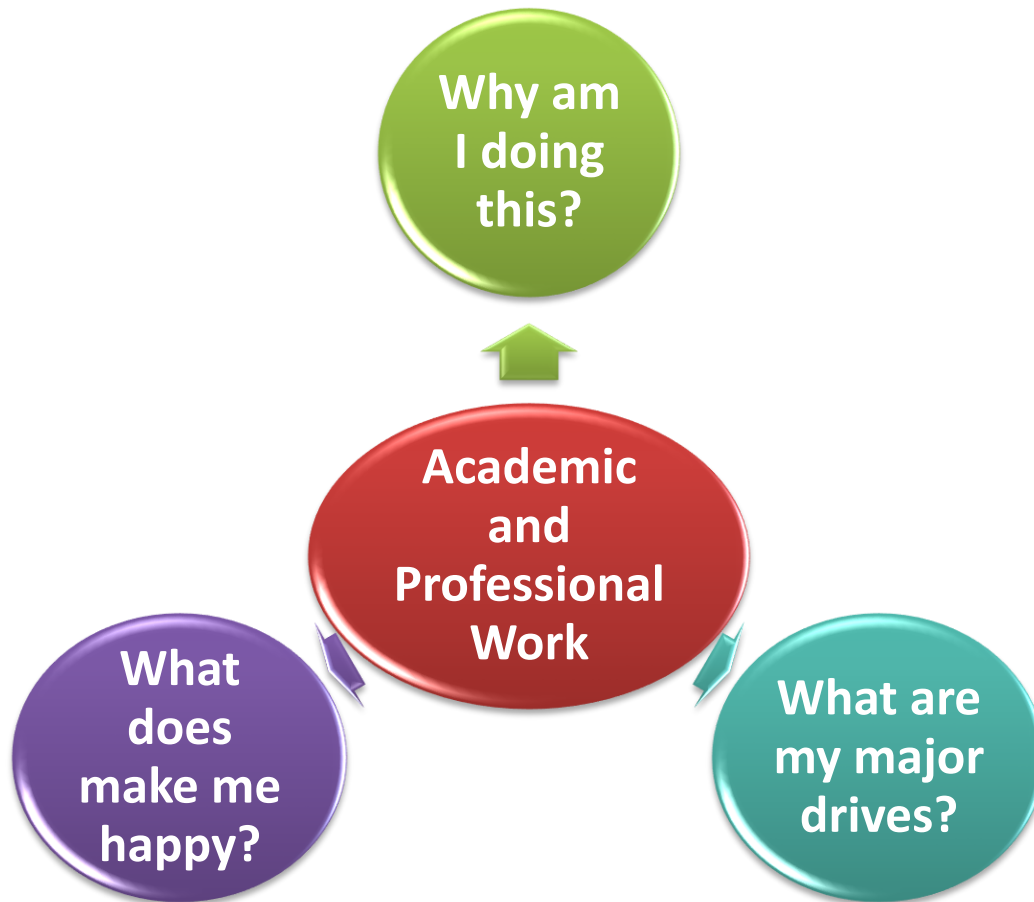 Why am
I doing
this?
Academic
and
Professional
Work
What
does
make me
happy?
What are
my major
drives?